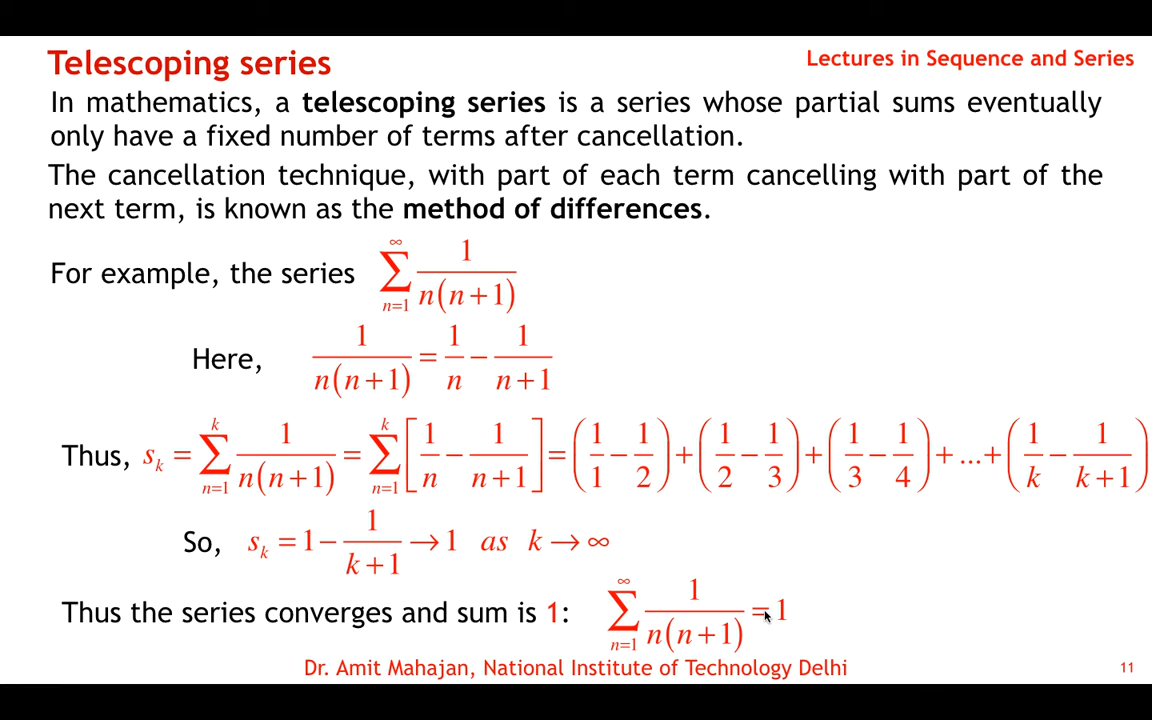 Telescoping series
Lectures in Sequence and Series
In mathematics, a telescoping series is a series whose partial sums eventually
only have a fixed number of terms after cancellation.
The cancellation technique, with part of each term cancelling with part of the
next term, is known as the method of differences.
For example, the series ∑_{n=1}^{∞} 1/(n(n+1))
Here, 1/(n(n+1)) = 1/n − 1/(n+1)
Thus, s_k = ∑_{n=1}^{k} 1/(n(n+1)) = ∑_{n=1}^{k} [1/n − 1/(n+1)] = (1/1 − 1/2) + (1/2 − 1/3) + (1/3 − 1/4) + ... + (1/k − 1/(k+1))
So, s_k = 1 − 1/(k+1) → 1 as k → ∞
Thus the series converges and sum is 1: ∑_{n=1}^{∞} 1/(n(n+1)) = 1
Dr. Amit Mahajan, National Institute of Technology Delhi
11